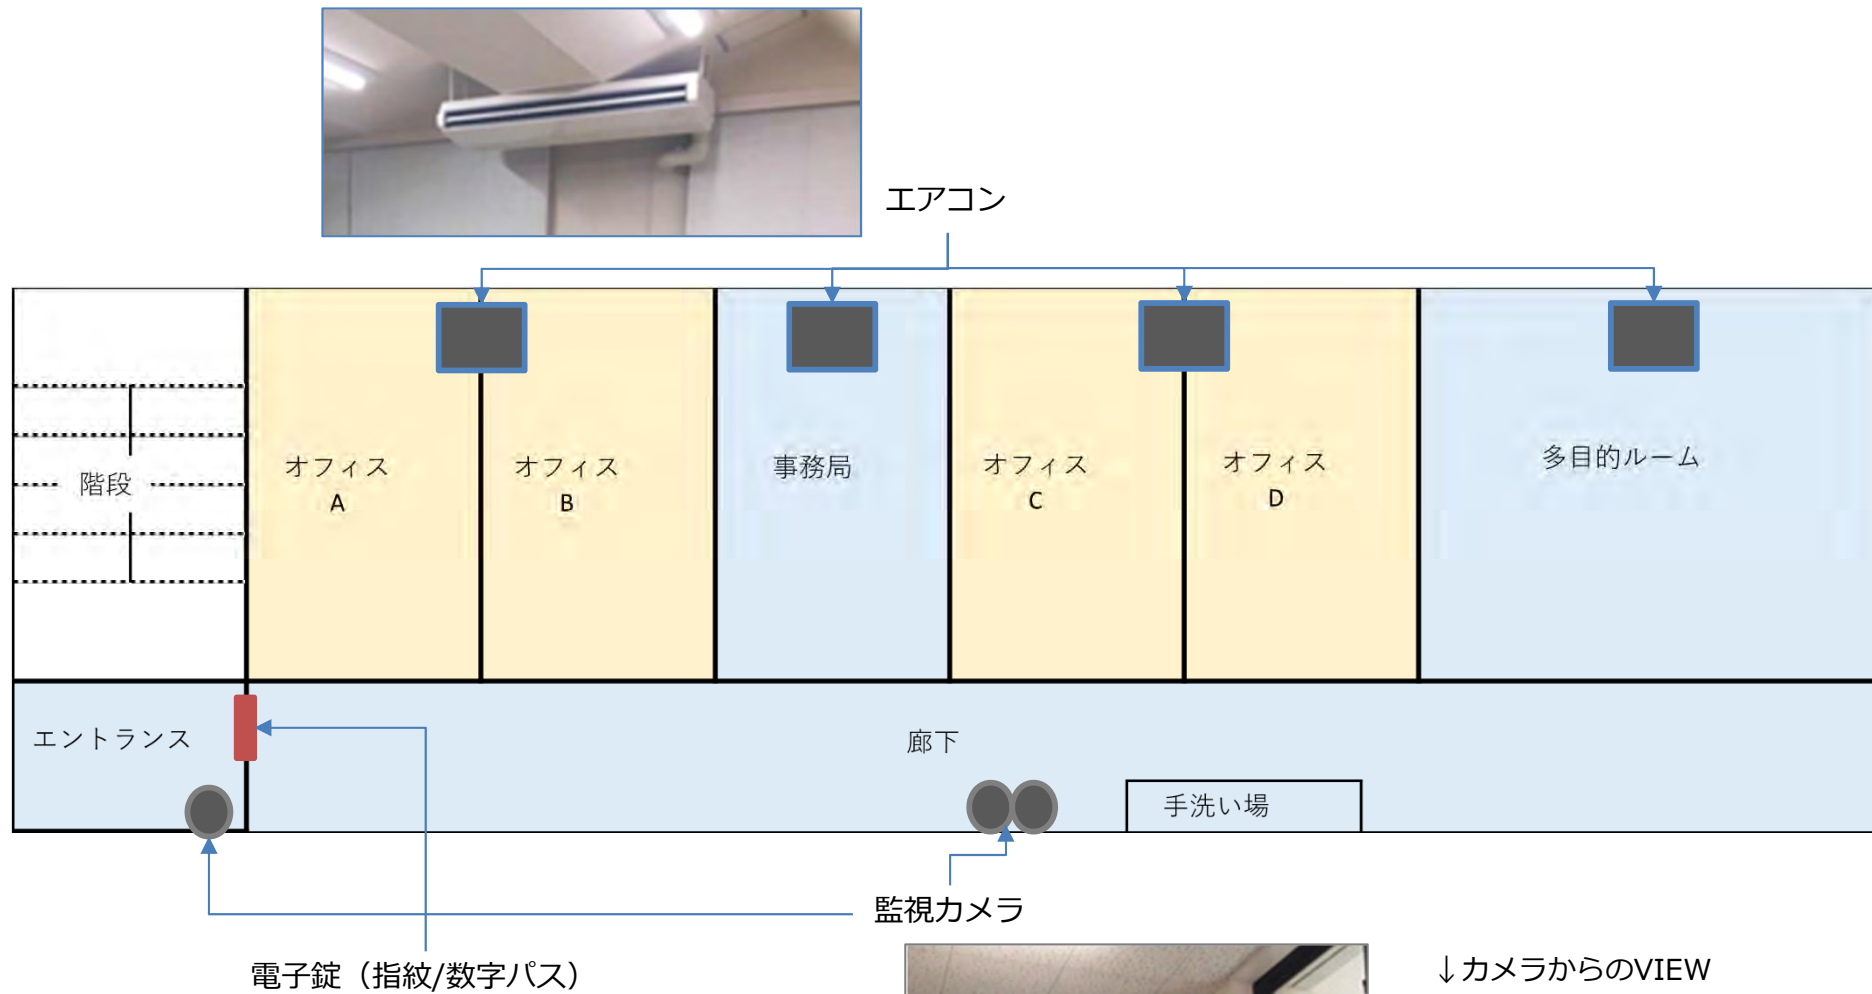 エアコン
階段
オフィス
A
オフィス
B
事務局
オフィス
C
オフィス
D
多目的ルーム
エントランス
廊下
手洗い場
監視カメラ
電子錠（指紋/数字パス）
↓カメラからのVIEW